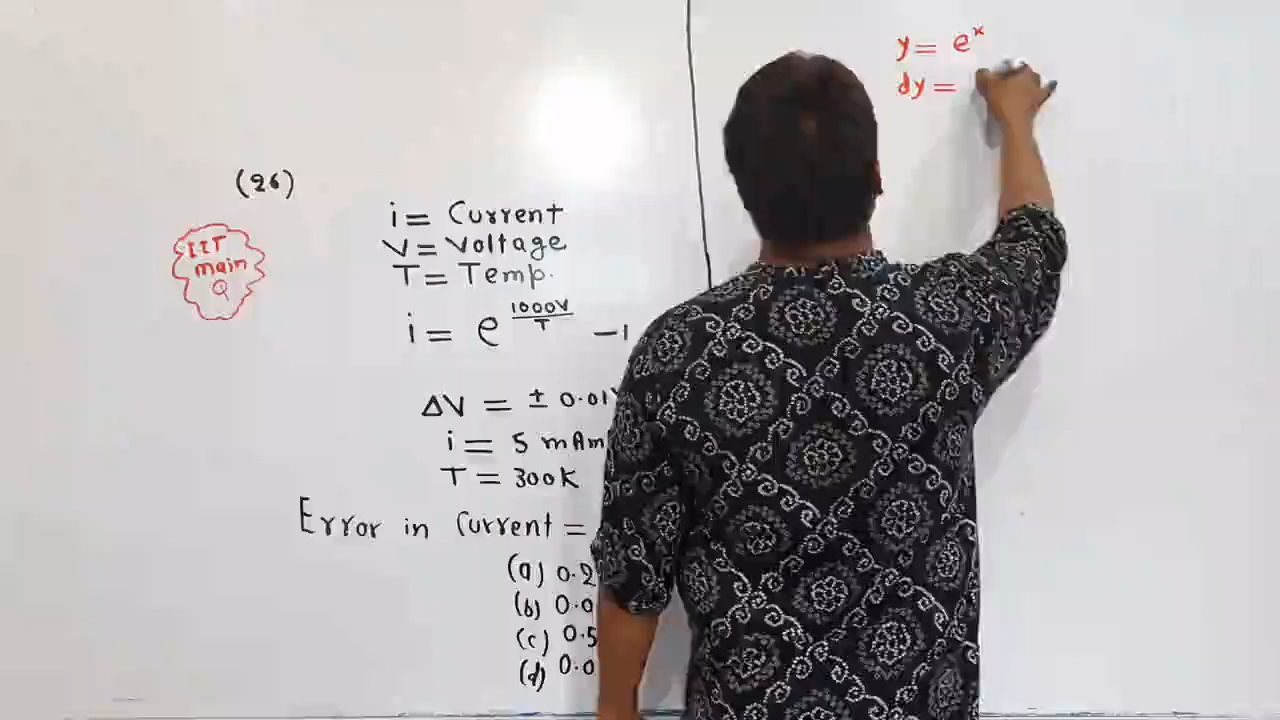 (26)
IIT
main
Q
i = Current
V = Voltage
T = Temp.
i = e^(1000V/T) - 1
ΔV = ± 0.01V
i = 5 mAm
T = 300K
Error in Current =
(a) 0.2
(b) 0.0
(c) 0.5
(d) 0.0
y = e^x
dy =